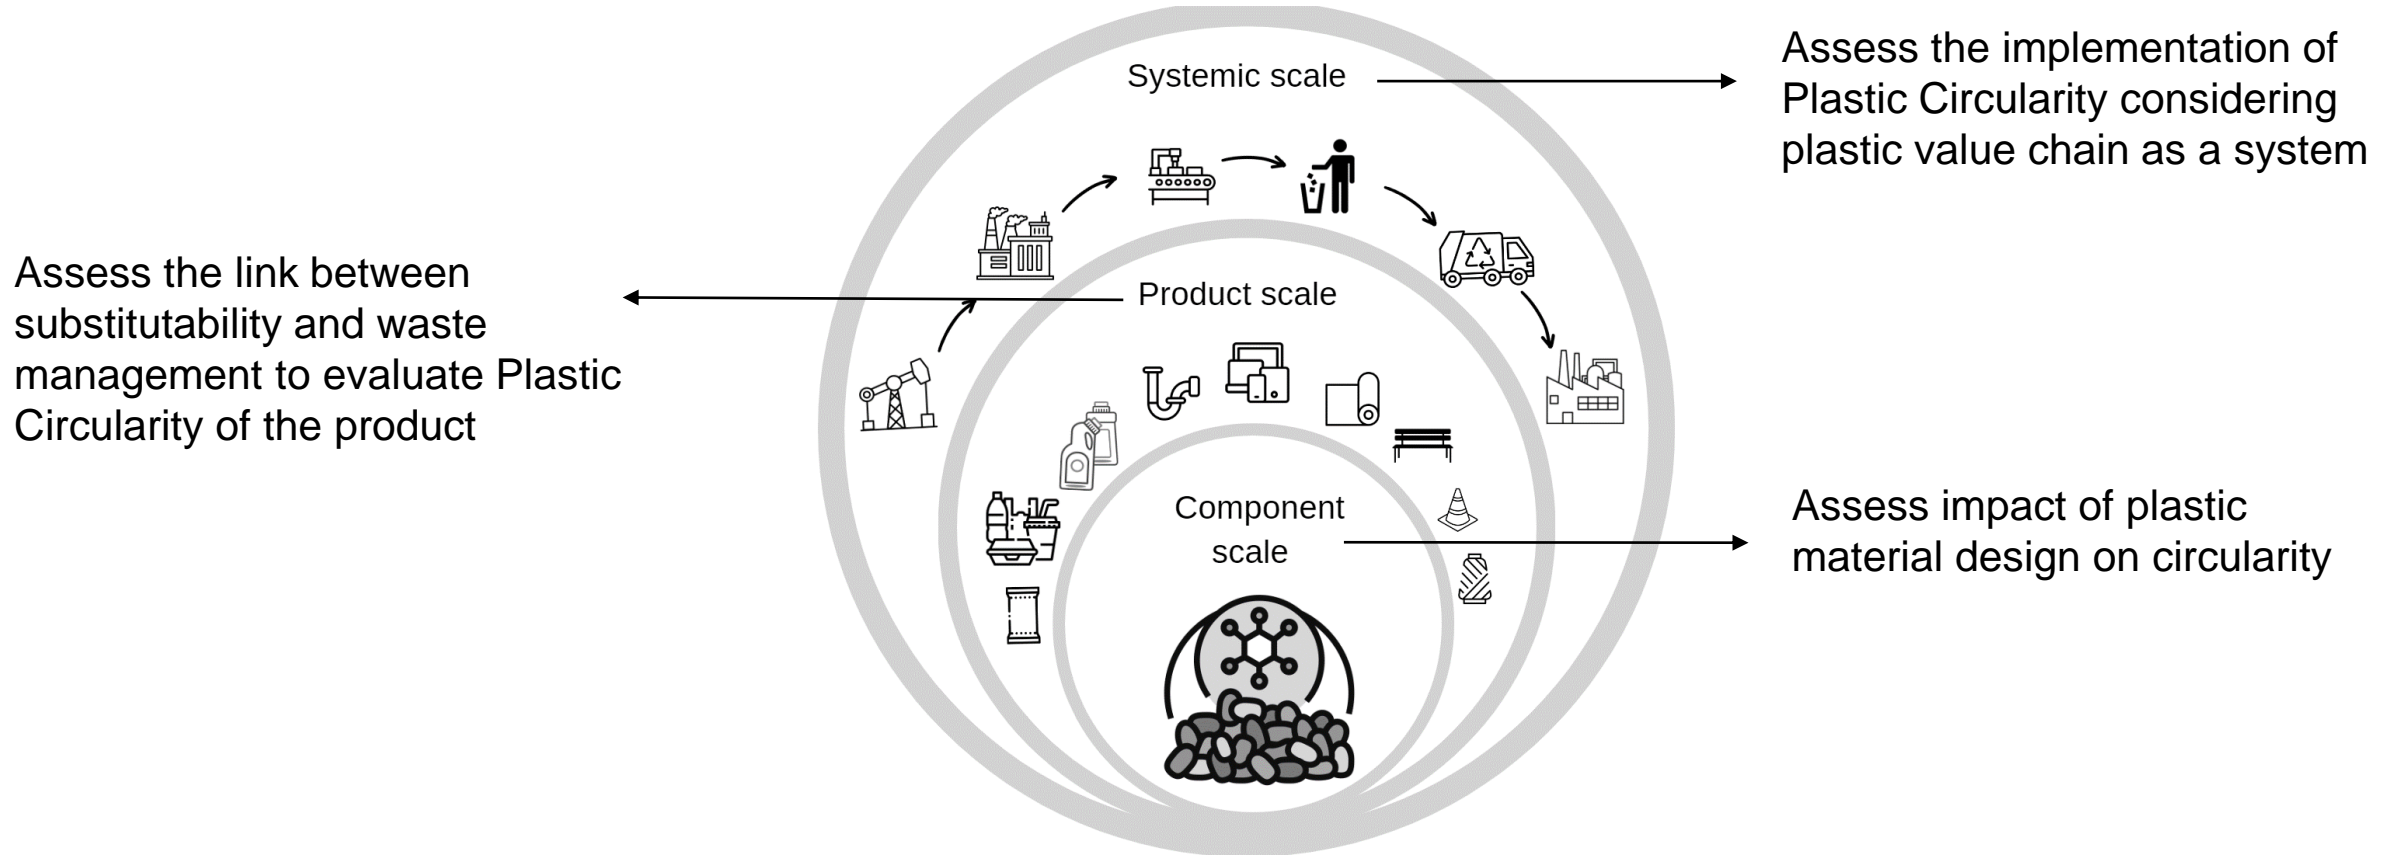 Systemic scale
Assess the implementation of
Plastic Circularity considering
plastic value chain as a system
Assess the link between
substitutability and waste
management to evaluate Plastic
Circularity of the product
Product scale
Component
scale
Assess impact of plastic
material design on circularity